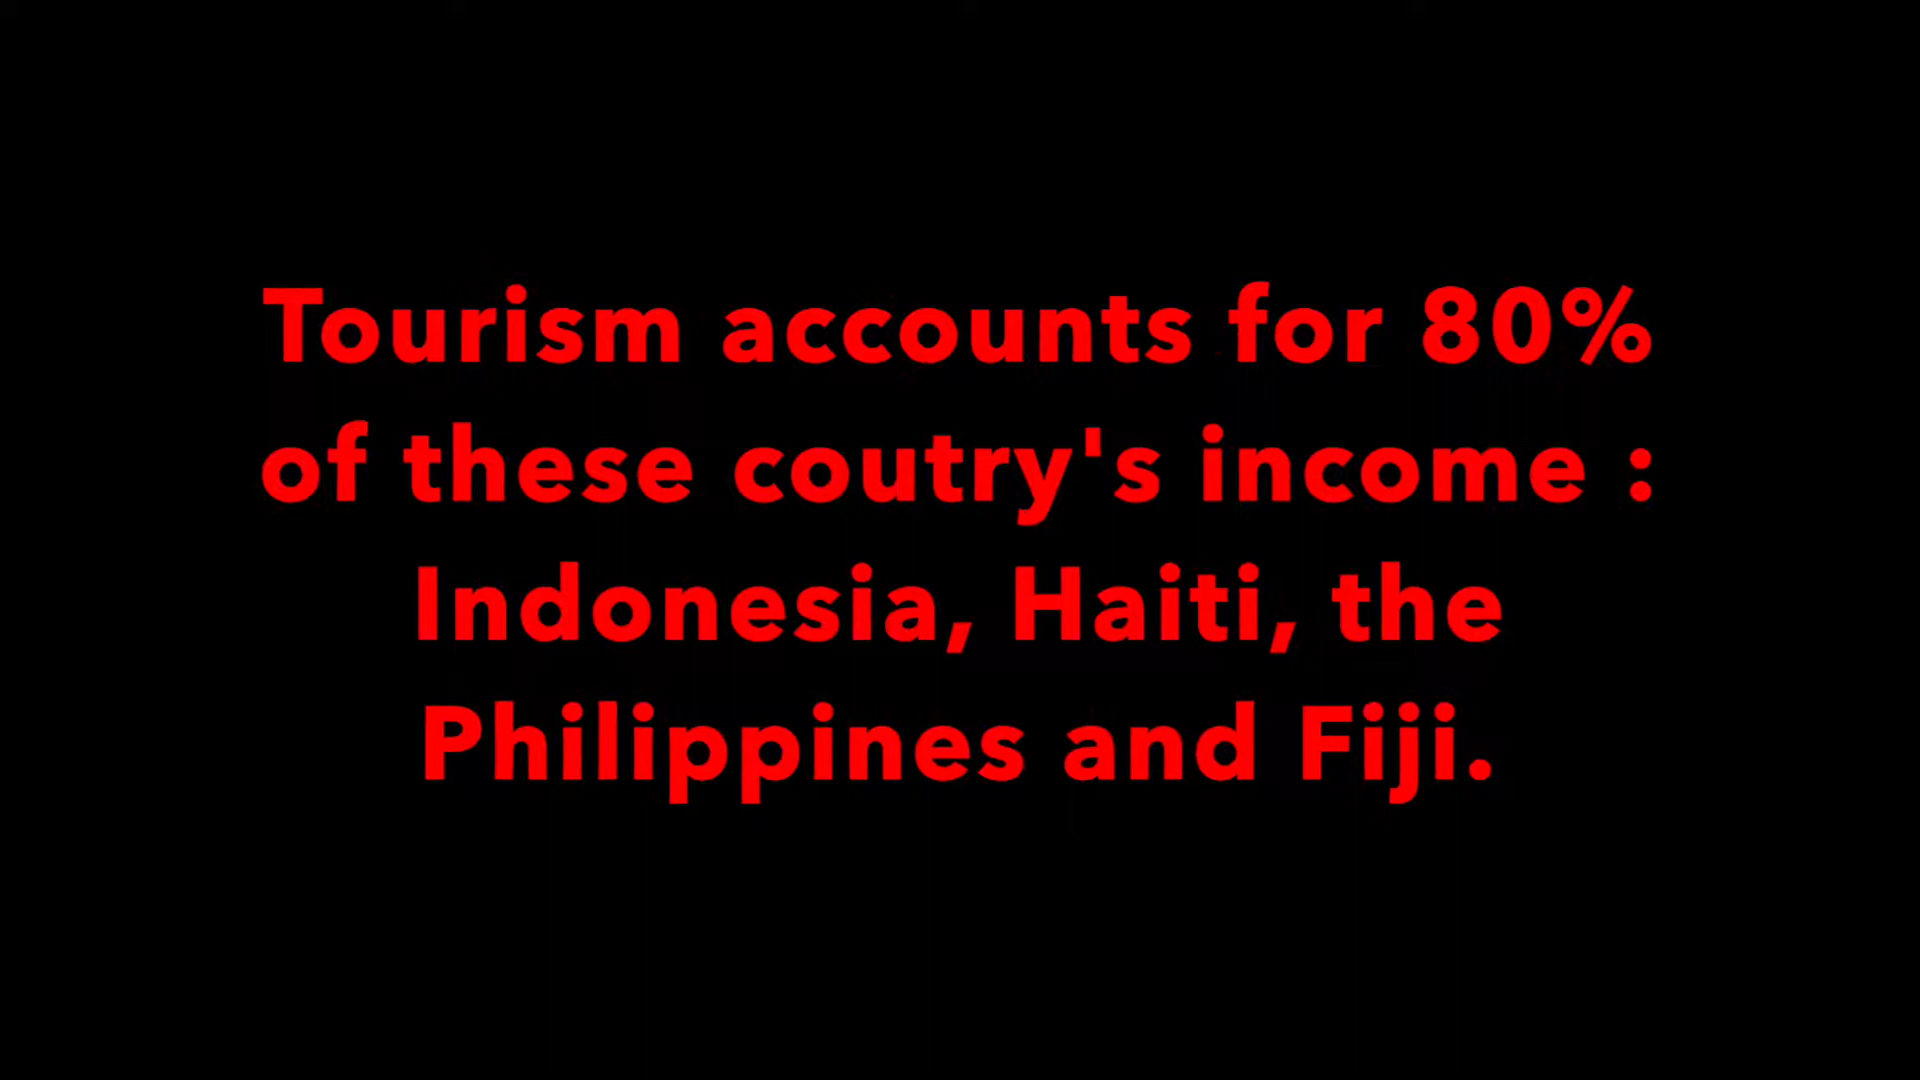 Tourism accounts for 80%
of these coutry's income :
Indonesia, Haiti, the
Philippines and Fiji.